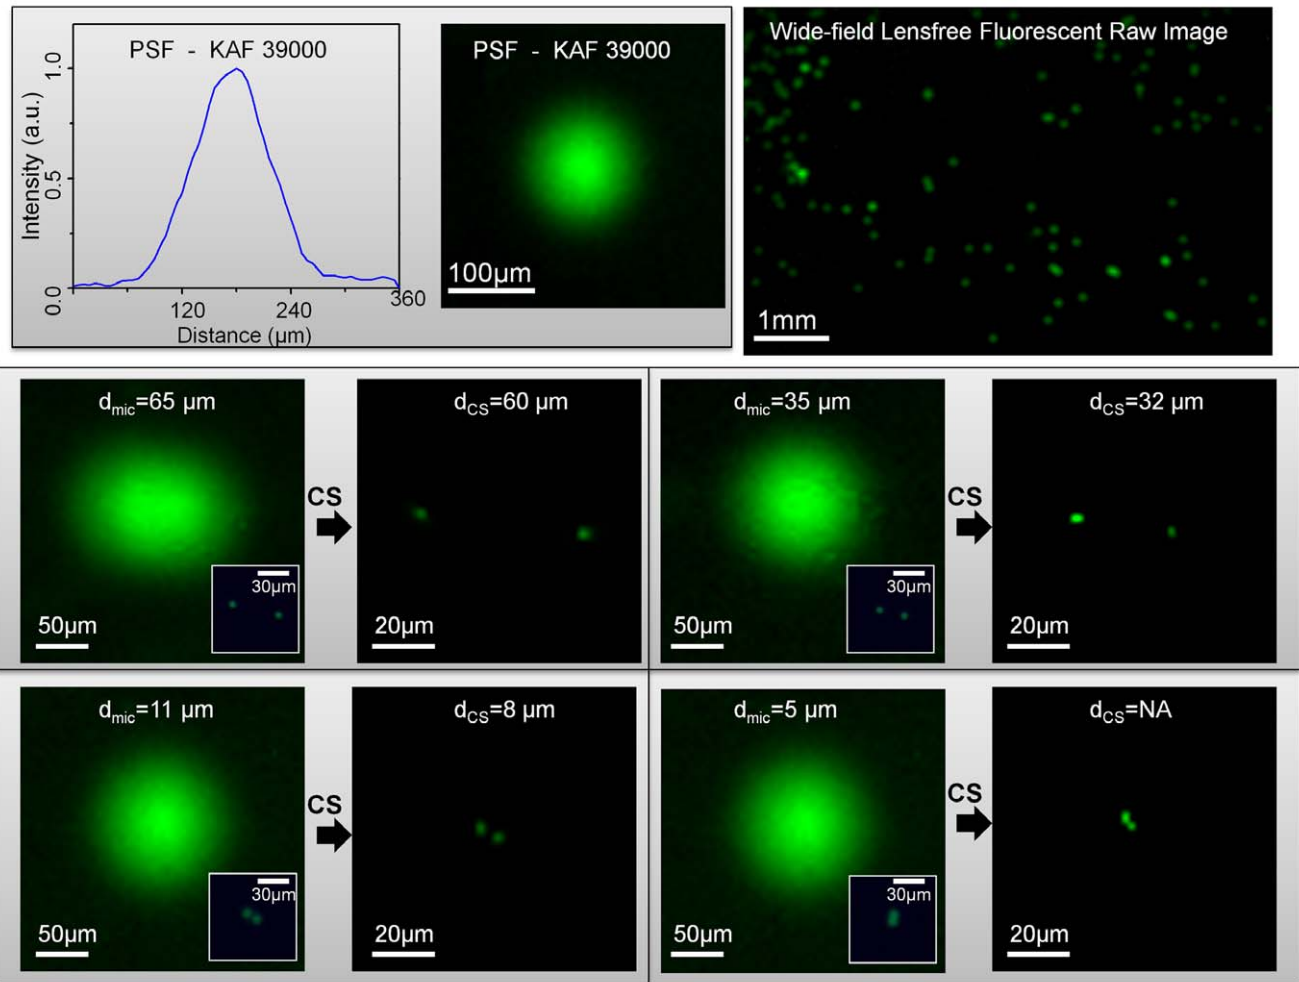 PSF - KAF 39000
Intensity (a.u.)
1.0
0.5
0.0
120
240
360
Distance (µm)
PSF - KAF 39000
100µm
Wide-field Lensfree Fluorescent Raw Image
1mm
dmic=65 µm
50µm
30µm
CS
dCS=60 µm
20µm
dmic=35 µm
50µm
30µm
CS
dCS=32 µm
20µm
dmic=11 µm
50µm
30µm
CS
dCS=8 µm
20µm
dmic=5 µm
50µm
30µm
CS
dCS=NA
20µm